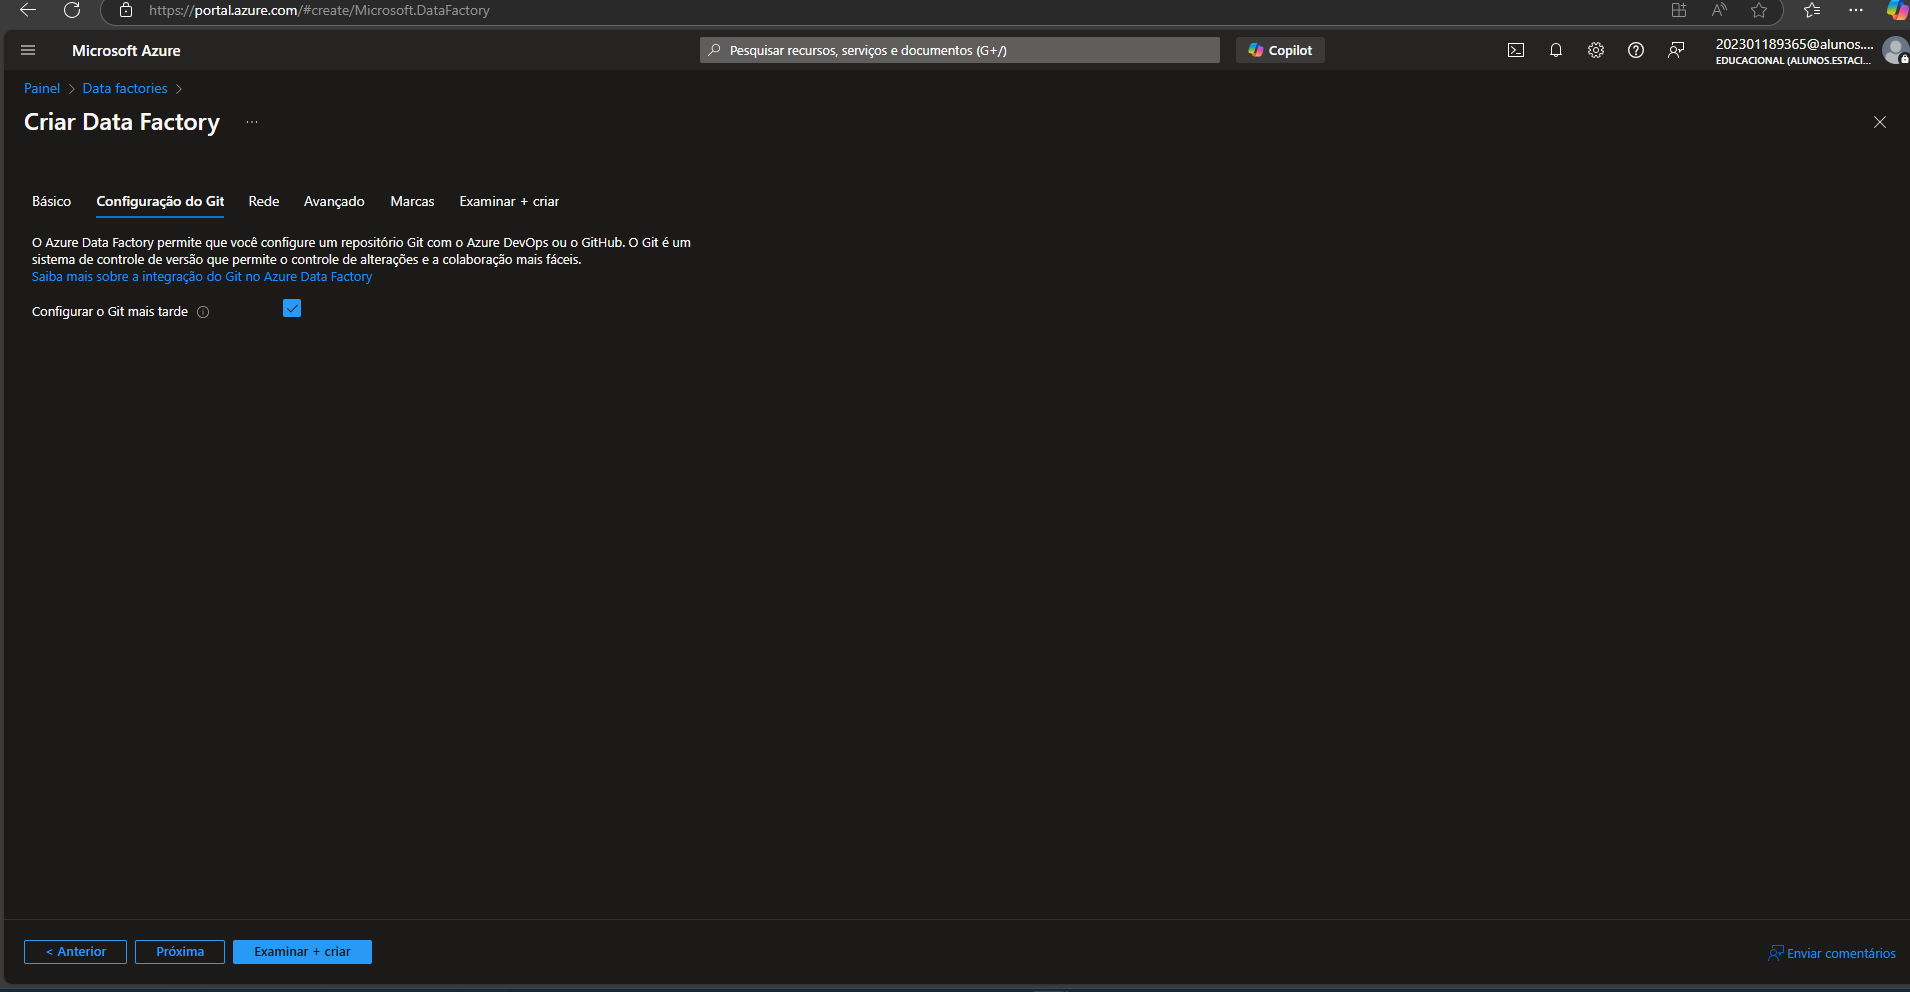 https://portal.azure.com/#create/Microsoft.DataFactory
Microsoft Azure
Pesquisar recursos, serviços e documentos (G+/)
Copilot
202301189365@alunos....
EDUCACIONAL (ALUNOS.ESTACI...
Painel > Data factories >
Criar Data Factory ...
Básico Configuração do Git Rede Avançado Marcas Examinar + criar
O Azure Data Factory permite que você configure um repositório Git com o Azure DevOps ou o GitHub. O Git é um
sistema de controle de versão que permite o controle de alterações e a colaboração mais fáceis.
Saiba mais sobre a integração do Git no Azure Data Factory
Configurar o Git mais tarde
< Anterior Próxima Examinar + criar
Enviar comentários